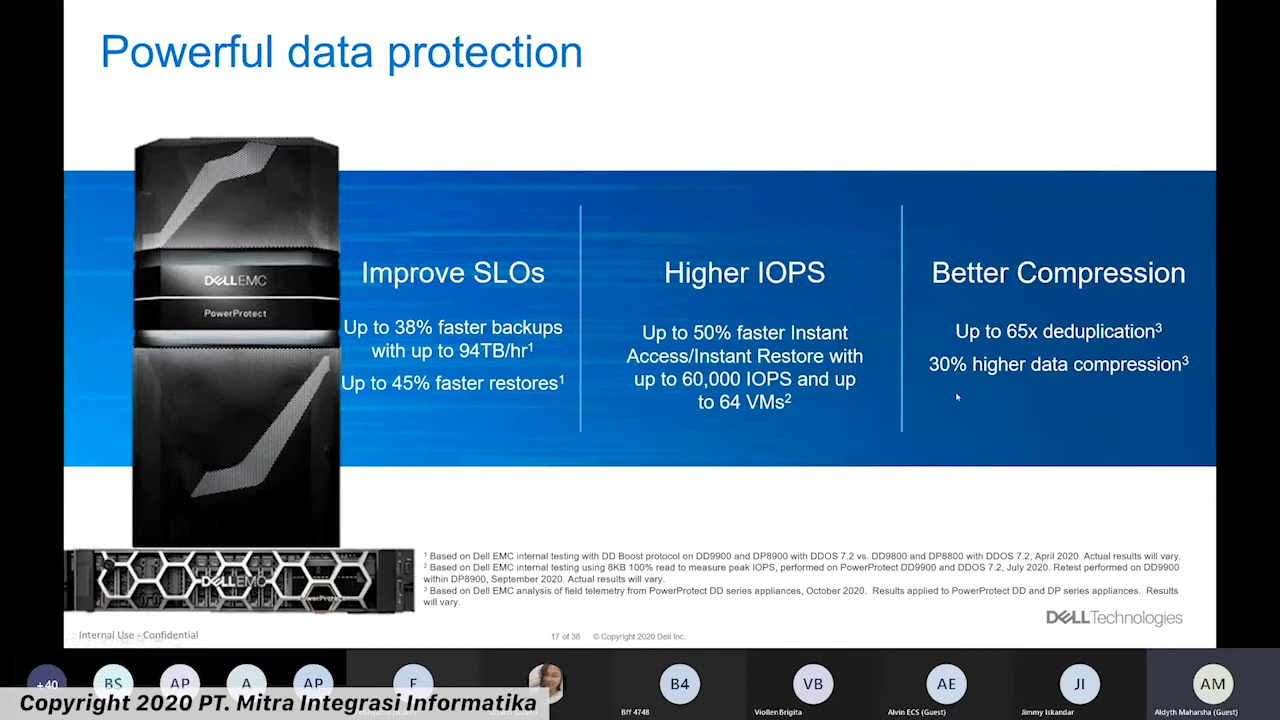 Powerful data protection
DELL EMC
PowerProtect
Improve SLOs
Up to 38% faster backups
with up to 94TB/hr1
Up to 45% faster restores1
Higher IOPS
Up to 50% faster Instant
Access/Instant Restore with
up to 60,000 IOPS and up
to 64 VMs2
Better Compression
Up to 65x deduplication3
30% higher data compression3
DELL EMC
PowerProtect
1 Based on Dell EMC internal testing with DD Boost protocol on DD9900 and DP8900 with DDOS 7.2 vs. DD9800 and DP8800 with DDOS 7.2, April 2020. Actual results will vary.
2 Based on Dell EMC internal testing using 8KB 100% read to measure peak IOPS, performed on PowerProtect DD9900 and DDOS 7.2, July 2020. Retest performed on DD9900
within DP8900, September 2020. Actual results will vary.
3 Based on Dell EMC analysis of field telemetry from PowerProtect DD series appliances, October 2020. Results applied to PowerProtect DD and DP series appliances. Results
will vary.
DELL Technologies
Internal Use - Confidential
17 of 38 © Copyright 2020 Dell Inc.
+40 BS AP A AP F B4 VB AE JI AM
Bff 4748
Viollen Brigita
Alvin ECS (Guest)
Jimmy Iskandar
Aldyth Maharsha (Guest)
Copyright 2020 PT. Mitra Integrasi Informatika